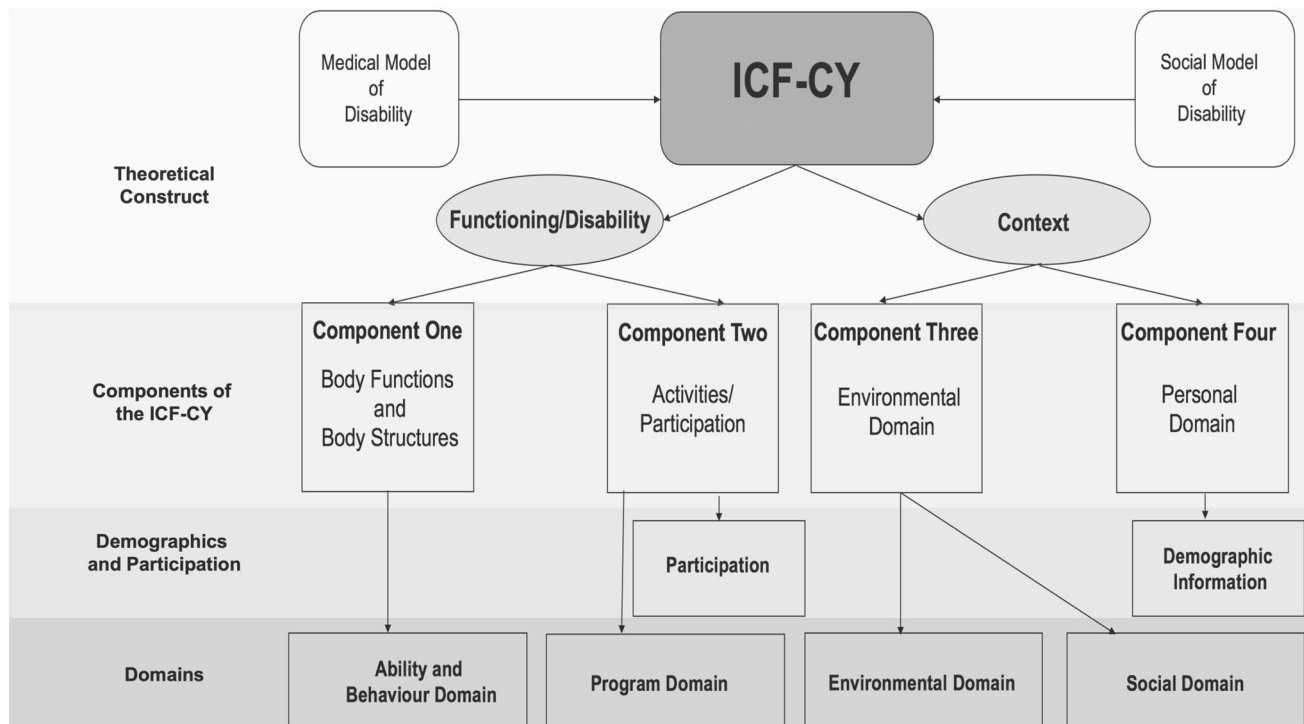 Medical Model
of
Disability
ICF-CY
Social Model
of
Disability
Theoretical
Construct
Functioning/Disability
Context
Components of
the ICF-CY
Component One
Body Functions
and
Body Structures
Component Two
Activities/
Participation
Component Three
Environmental
Domain
Component Four
Personal
Domain
Demographics
and Participation
Participation
Demographic
Information
Domains
Ability and
Behaviour Domain
Program Domain
Environmental Domain
Social Domain